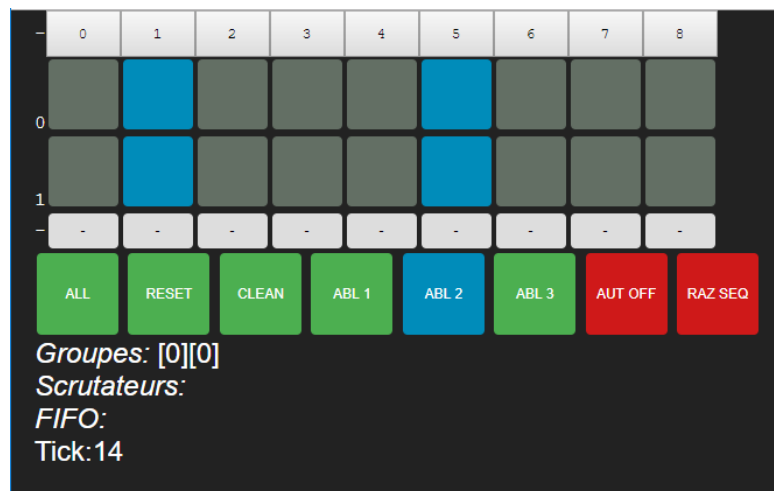 – 0 1 2 3 4 5 6 7 8
0
1
– - - - - - - - - -
ALL RESET CLEAN ABL 1 ABL 2 ABL 3 AUT OFF RAZ SEQ
Groupes: [0][0]
Scrutateurs:
FIFO:
Tick:14